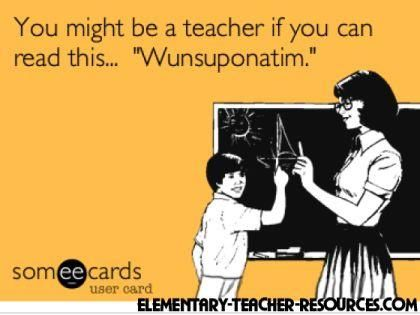 You might be a teacher if you can
read this... "Wunsuponatim."
someecards
user card
ELEMENTARY-TEACHER-RESOURCES.COM